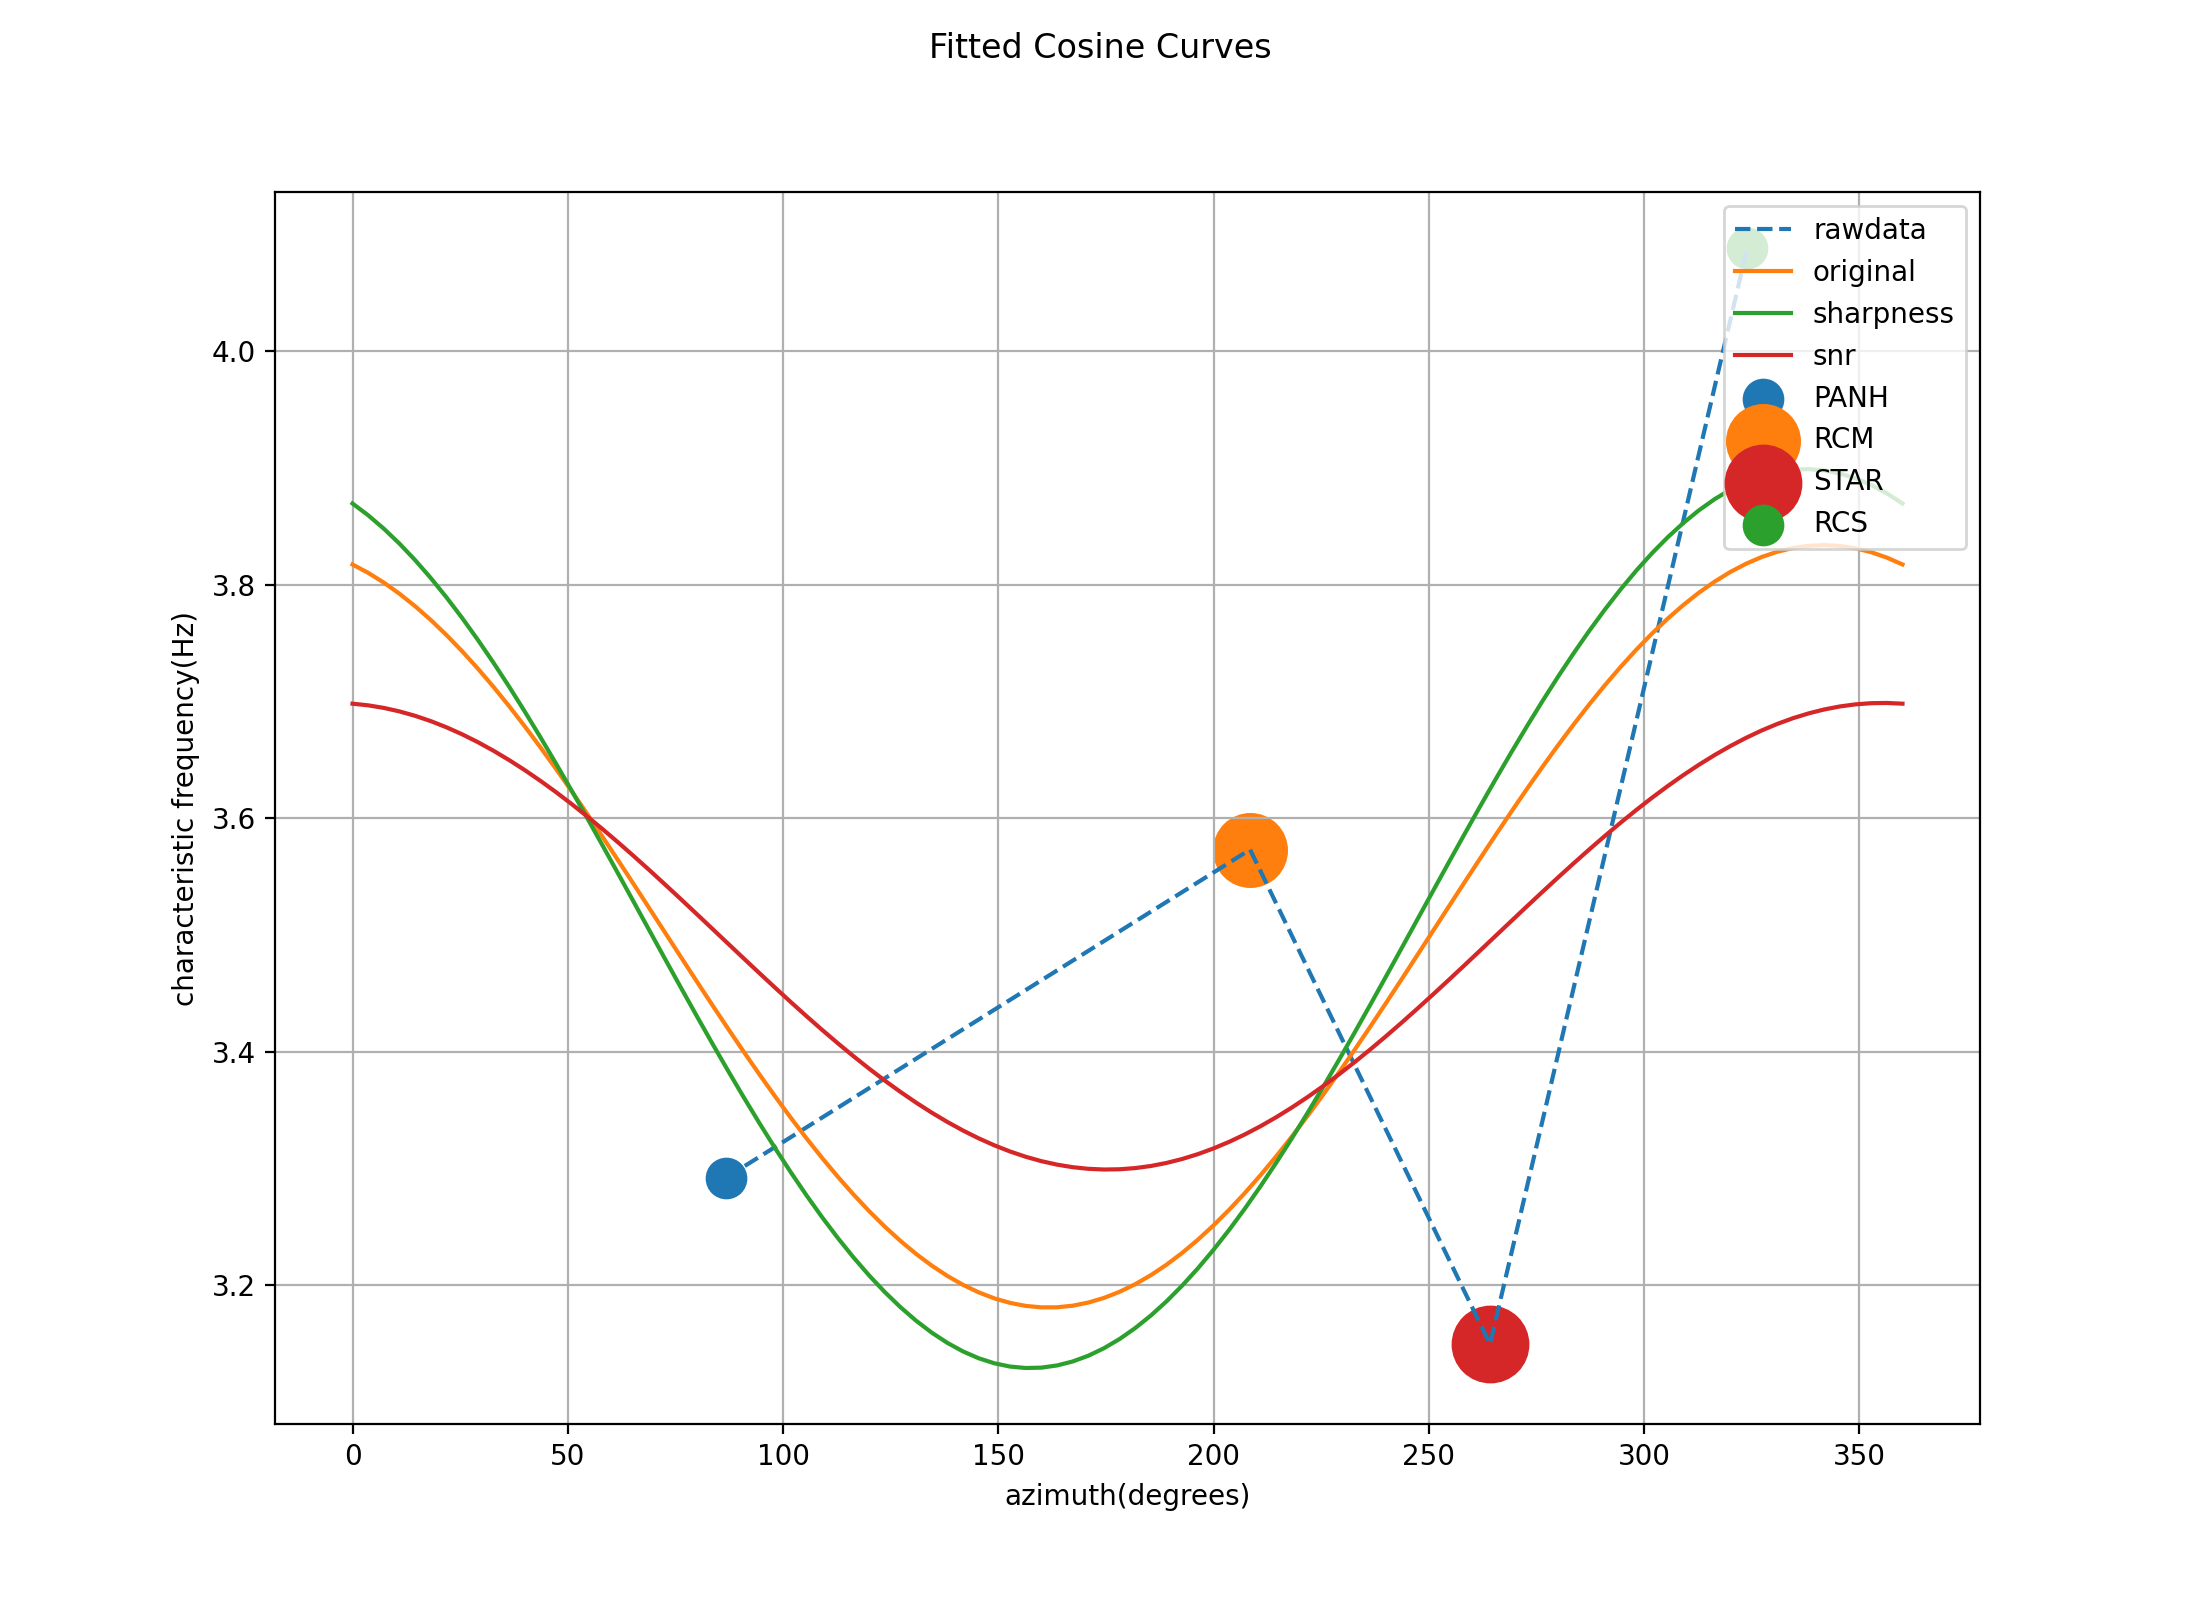 Fitted Cosine Curves
rawdata
original
sharpness
snr
PANH
RCM
STAR
RCS
characteristic frequency(Hz)
4.0
3.8
3.6
3.4
3.2
0 50 100 150 200 250 300 350
azimuth(degrees)